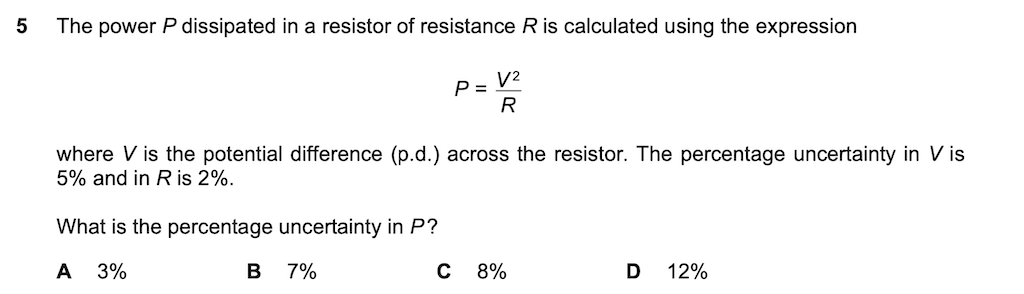 5 The power P dissipated in a resistor of resistance R is calculated using the expression
P = V²
R
where V is the potential difference (p.d.) across the resistor. The percentage uncertainty in V is
5% and in R is 2%.
What is the percentage uncertainty in P?
A 3% B 7% C 8% D 12%